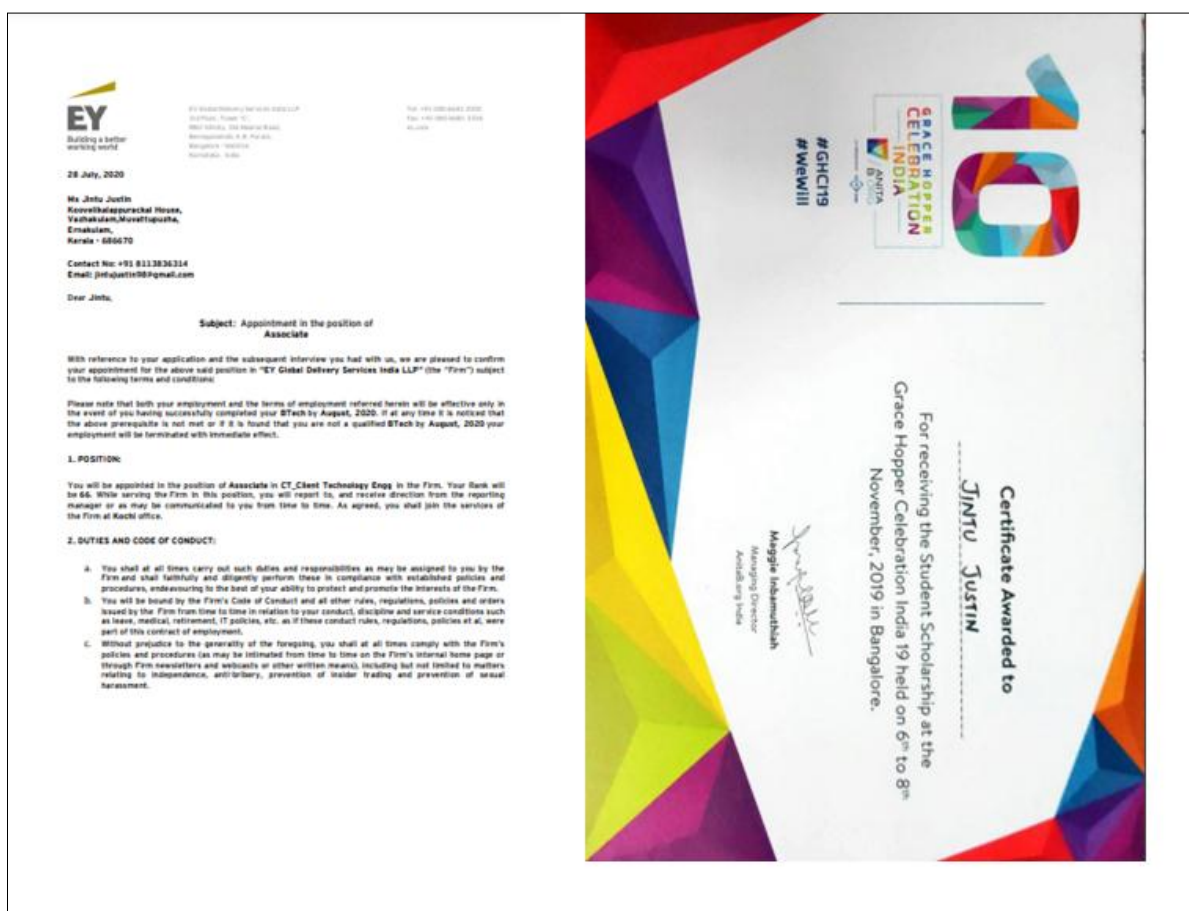 EY
Building a better
working world
EY Global Delivery Services India LLP
Bangalore
Karnataka, India
ey.com
28 July, 2020
Ms Jintu Justin
Koovelikalappurackal House,
Vazhakulam,Muvattupuzha,
Ernakulam,
Kerala - 686670
Contact No: +91 8113836314
Email: jintujustin98@gmail.com
Dear Jintu,
Subject: Appointment in the position of
Associate
With reference to your application and the subsequent interview you had with us, we are pleased to confirm
your appointment for the above said position in "EY Global Delivery Services India LLP" (the "Firm") subject
to the following terms and conditions:
Please note that both your employment and the terms of employment referred herein will be effective only in
the event of you having successfully completed your BTech by August, 2020. If at any time it is noticed that
the above prerequisite is not met or if it is found that you are not a qualified BTech by August, 2020 your
employment will be terminated with immediate effect.
1. POSITION:
You will be appointed in the position of Associate in CT_Client Technology Engg in the Firm. Your Rank will
be 66. While serving the Firm in this position, you will report to, and receive direction from the reporting
manager or as may be communicated to you from time to time. As agreed, you shall join the services of
the Firm at Kochi office.
2. DUTIES AND CODE OF CONDUCT:
a. You shall at all times carry out such duties and responsibilities as may be assigned to you by the
Firm and shall faithfully and diligently perform these in compliance with established policies and
procedures, endeavouring to the best of your ability to protect and promote the interests of the Firm.
b. You will be bound by the Firm's Code of Conduct and all other rules, regulations, policies and orders
issued by the Firm from time to time in relation to your conduct, discipline and service conditions such
as leave, medical, retirement, IT policies, etc. as if these conduct rules, regulations, policies et al, were
part of this contract of employment.
c. Without prejudice to the generality of the foregoing, you shall at all times comply with the Firm's
policies and procedures (as may be intimated from time to time on the Firm's internal home page or
through Firm newsletters and webcasts or other written means), including but not limited to matters
relating to independence, anti-bribery, prevention of insider trading and prevention of sexual
harassment.
10
GRACE HOPPER
CELEBRATION
INDIA
ANITA
B.ORG
#GHCI19
#WeWill
Certificate Awarded to
JINTU JUSTIN
For receiving the Student Scholarship at the
Grace Hopper Celebration India 19 held on 6th to 8th
November, 2019 in Bangalore.
Maggie Inbamuthiah
Managing Director
AnitaB.org India